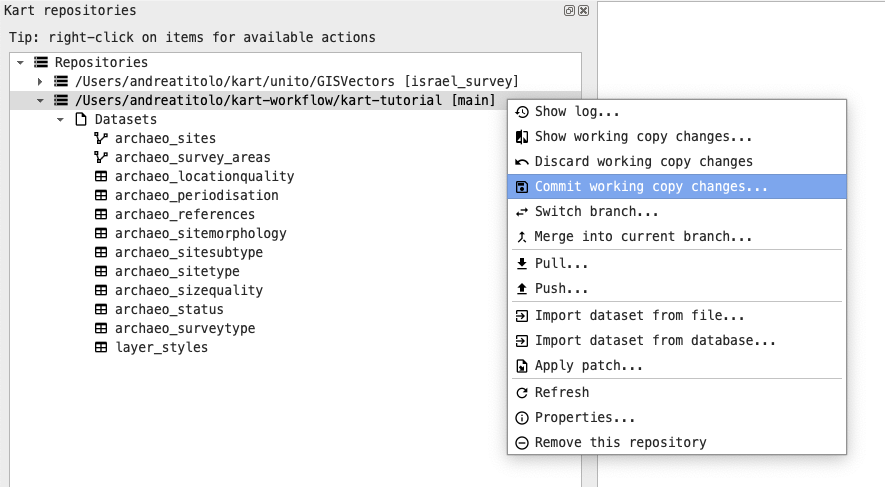 Kart repositories
Tip: right-click on items for available actions
Repositories
/Users/andreatitolo/kart/unito/GISVectors [israel_survey]
/Users/andreatitolo/kart-workflow/kart-tutorial [main]
Datasets
archaeo_sites
archaeo_survey_areas
archaeo_locationquality
archaeo_periodisation
archaeo_references
archaeo_sitemorphology
archaeo_sitesubtype
archaeo_sitetype
archaeo_sizequality
archaeo_status
archaeo_surveytype
layer_styles
Show log...
Show working copy changes...
Discard working copy changes
Commit working copy changes...
Switch branch...
Merge into current branch...
Pull...
Push...
Import dataset from file...
Import dataset from database...
Apply patch...
Refresh
Properties...
Remove this repository